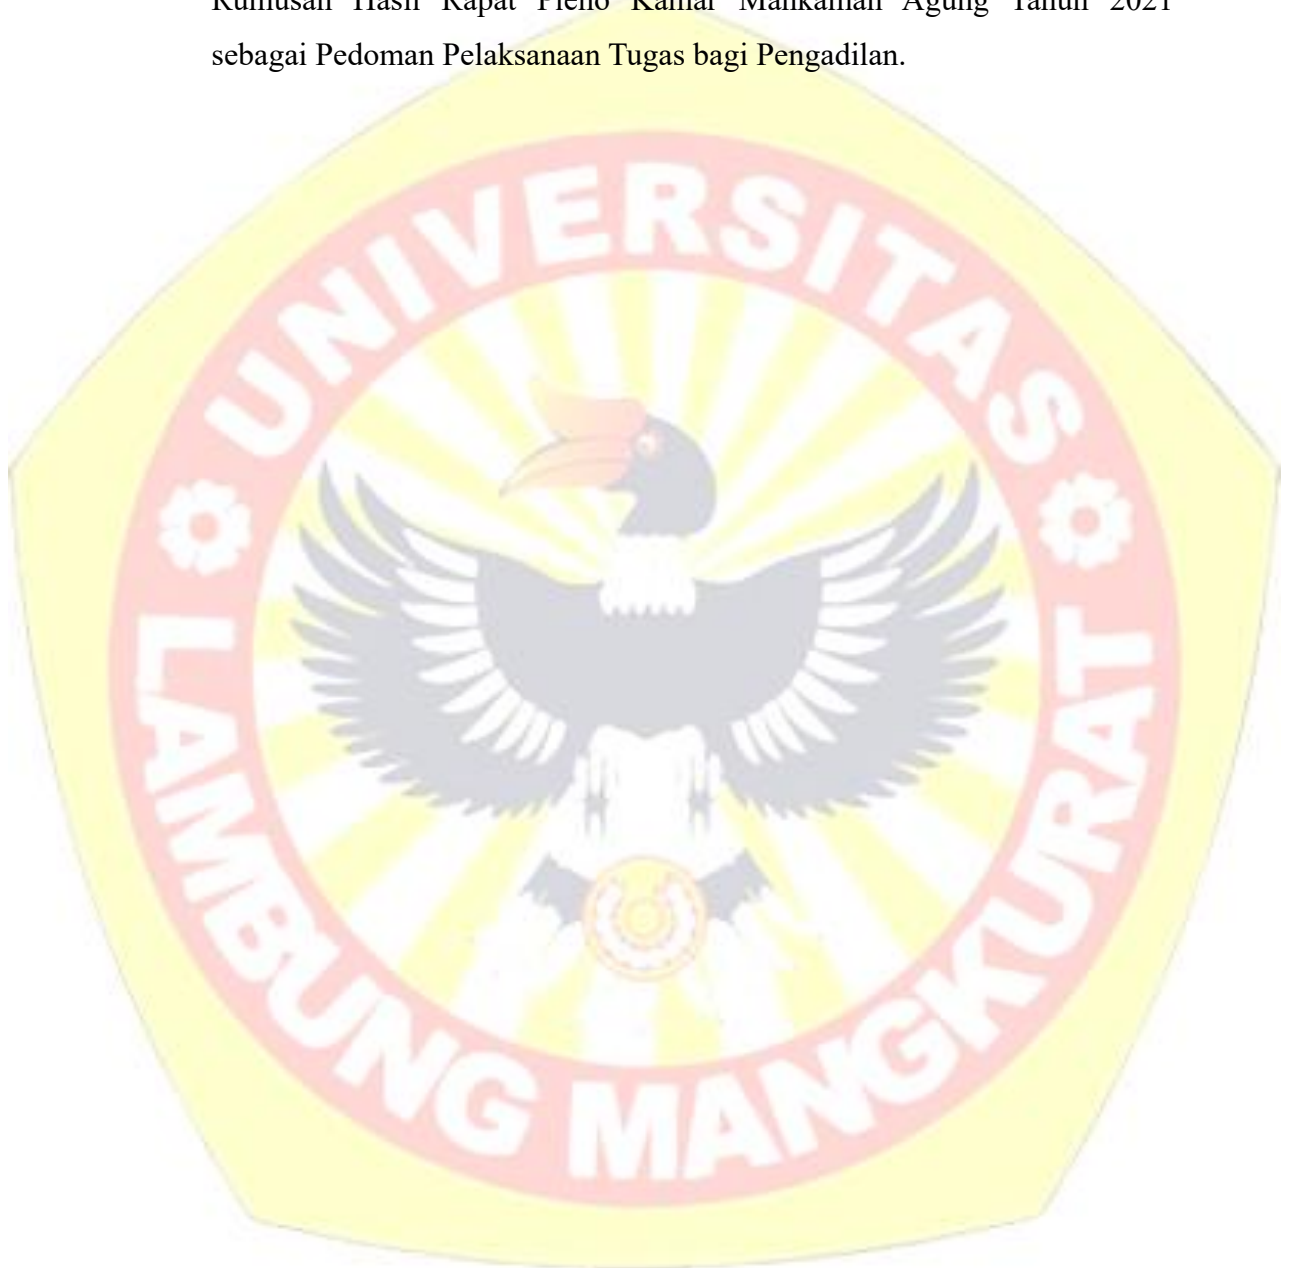 Rumusan Hasil Rapat Pleno Kamar Mahkamah Agung Tahun 2021
sebagai Pedoman Pelaksanaan Tugas bagi Pengadilan.
UNIVERSITAS
LAMBUNG MANGKURAT